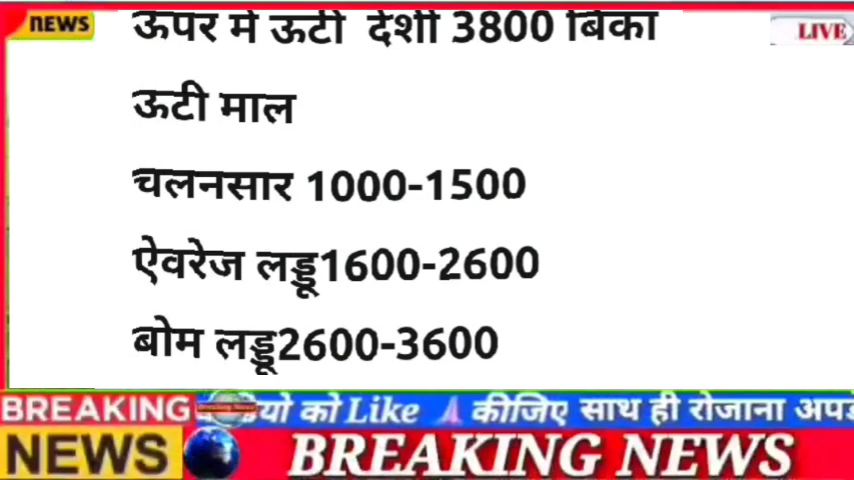 NEWS
LIVE
ऊपर में ऊटी देशी 3800 बिका
ऊटी माल
चलनसार 1000-1500
ऐवरेज लड्डू1600-2600
बोम लड्डू2600-3600
BREAKING
को Like कीजिए साथ ही रोजाना
NEWS
BREAKING NEWS